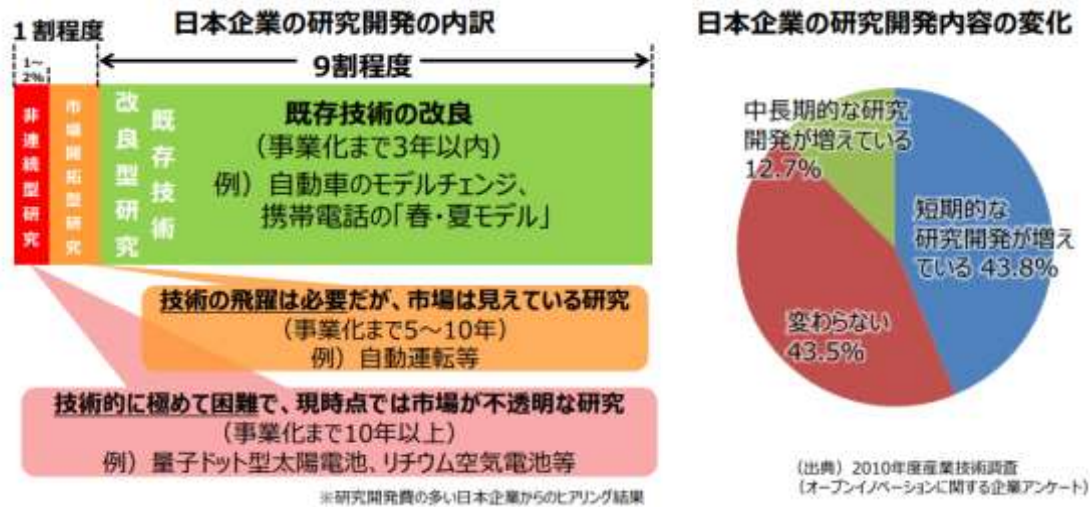 日本企業の研究開発の内訳
1割程度
1～
2%
9割程度
非連続型研究
市場開拓型研究
既存技術
改良型研究
既存技術の改良
（事業化まで3年以内）
例）自動車のモデルチェンジ、
携帯電話の「春・夏モデル」
技術の飛躍は必要だが、市場は見えている研究
（事業化まで5～10年）
例）自動運転等
技術的に極めて困難で、現時点では市場が不透明な研究
（事業化まで10年以上）
例）量子ドット型太陽電池、リチウム空気電池等
※研究開発費の多い日本企業からのヒアリング結果
日本企業の研究開発内容の変化
中長期的な研究
開発が増えている
12.7%
短期的な
研究開発が増え
ている 43.8%
変わらない
43.5%
（出典）2010年度産業技術調査
（オープンイノベーションに関する企業アンケート）